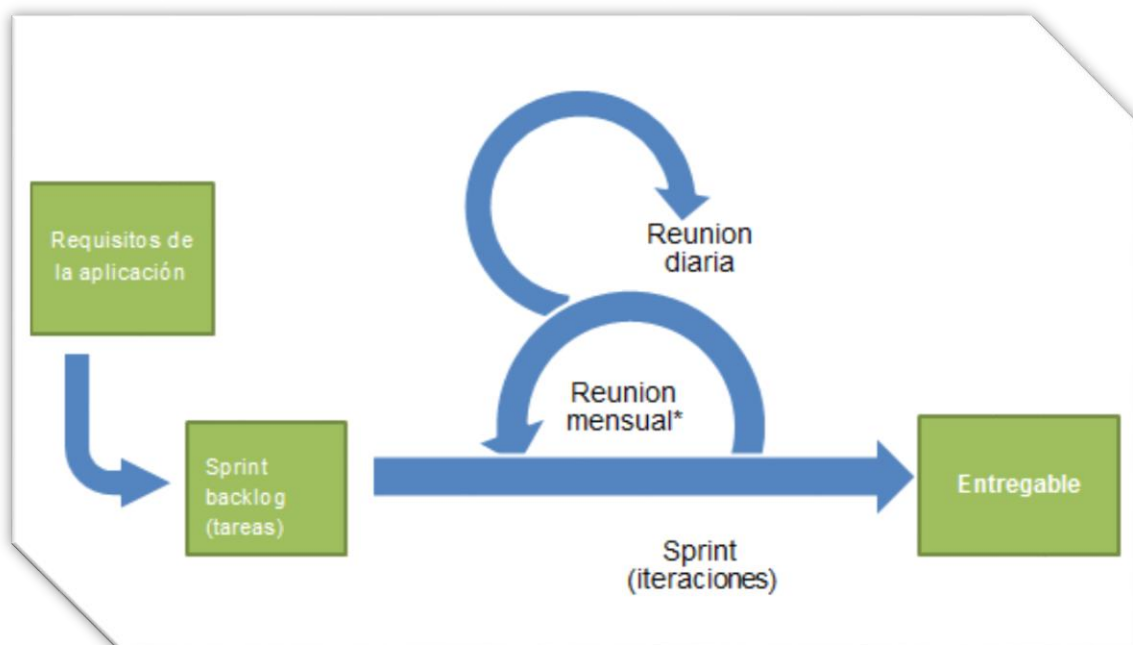 Requisitos de
la aplicación
Sprint
backlog
(tareas)
Reunion
diaria
Reunion
mensual*
Sprint
(iteraciones)
Entregable